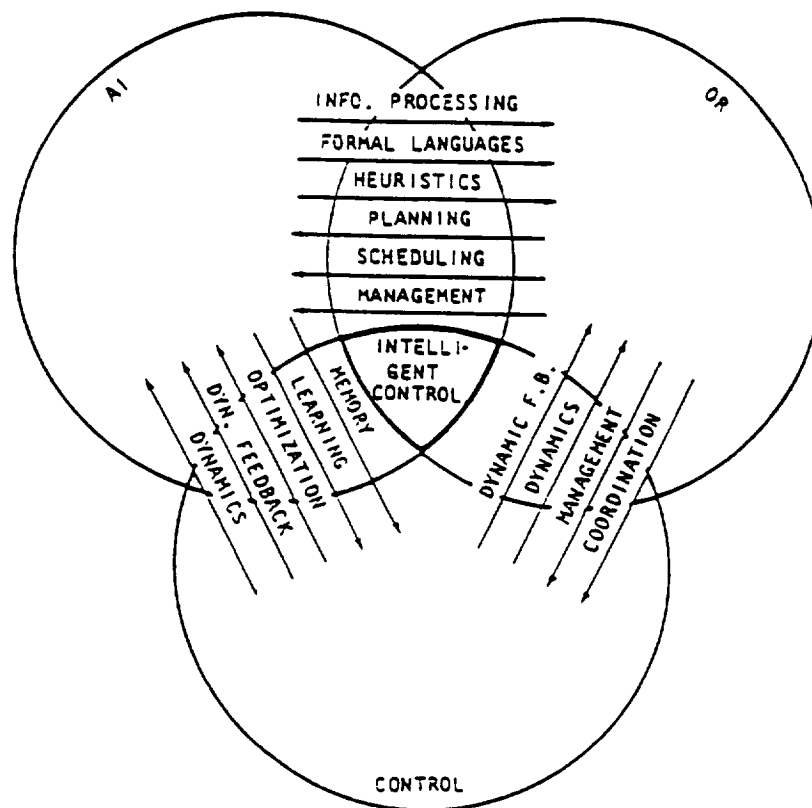 AI
OR
INFO. PROCESSING
FORMAL LANGUAGES
HEURISTICS
PLANNING
SCHEDULING
MANAGEMENT
INTELLI-
GENT
CONTROL
MEMORY
LEARNING
OPTIMIZATION
DYN. FEEDBACK
DYNAMICS
DYNAMIC F.B.
DYNAMICS
MANAGEMENT
COORDINATION
CONTROL